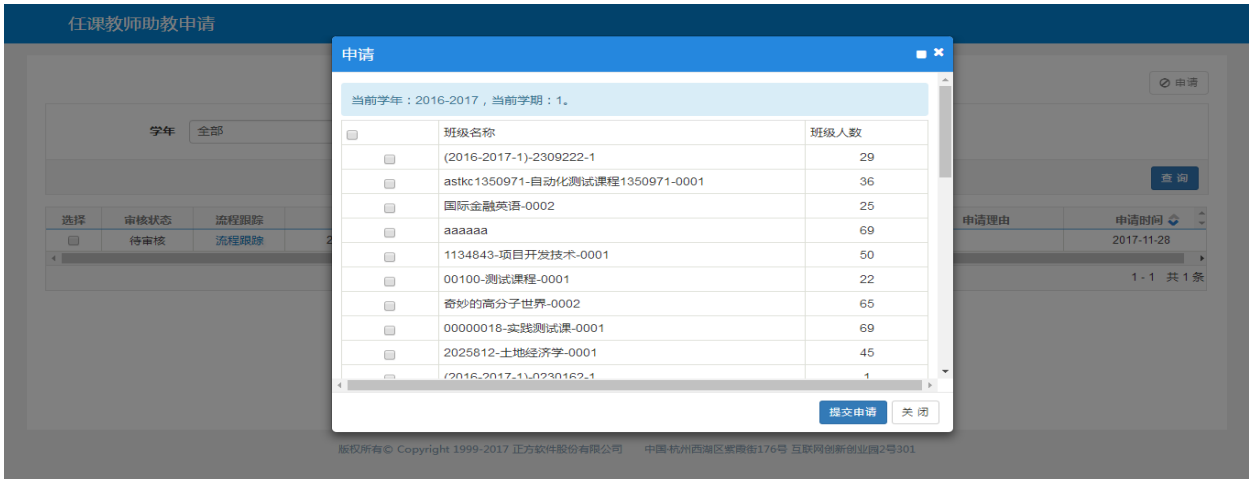 任课教师助教申请
申请
申请
当前学年：2016-2017，当前学期：1。
学年 全部
班级名称 班级人数
(2016-2017-1)-2309222-1 29
astkc1350971-自动化测试课程1350971-0001 36
查 询
国际金融英语-0002 25
选择 审核状态 流程跟踪 申请理由 申请时间
aaaaaa 69
待审核 流程跟踪 2 2017-11-28
1134843-项目开发技术-0001 50
00100-测试课程-0001 22
1 - 1 共 1 条
奇妙的高分子世界-0002 65
00000018-实践测试课-0001 69
2025812-土地经济学-0001 45
(2016-2017-1)-0230162-1 1
提交申请 关 闭
版权所有© Copyright 1999-2017 正方软件股份有限公司 中国·杭州西湖区紫霞街176号 互联网创新创业园2号301